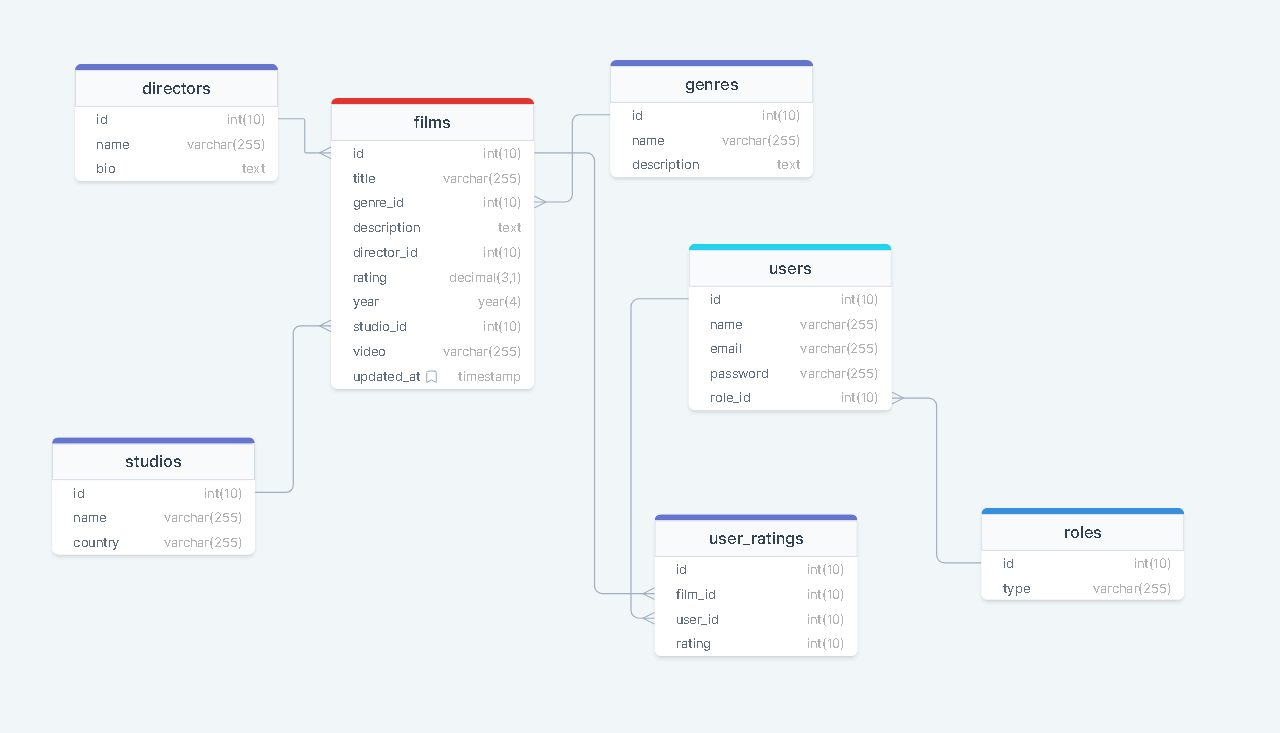 directors
id int(10)
name varchar(255)
bio text
films
id int(10)
title varchar(255)
genre_id int(10)
description text
director_id int(10)
rating decimal(3,1)
year year(4)
studio_id int(10)
video varchar(255)
updated_at timestamp
genres
id int(10)
name varchar(255)
description text
users
id int(10)
name varchar(255)
email varchar(255)
password varchar(255)
role_id int(10)
studios
id int(10)
name varchar(255)
country varchar(255)
user_ratings
id int(10)
film_id int(10)
user_id int(10)
rating int(10)
roles
id int(10)
type varchar(255)